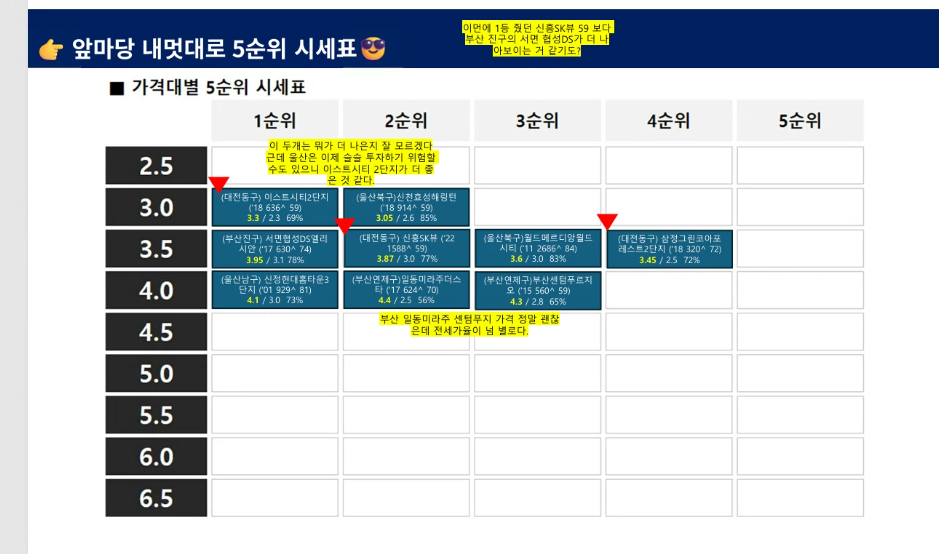 👉 앞마당 내멋대로 5순위 시세표😎
이먼에 1등 줬던 신흥SK뷰 59 보다
부산 진구의 서면 협성DS가 더 나
아보이는 거 같기도?
■ 가격대별 5순위 시세표
1순위 2순위 3순위 4순위 5순위
이 두개는 뭐가 더 나은지 잘 모르겠다
근데 울산은 이제 슬슬 투자하기 위험할
수도 있으니 이스트시티 2단지가 더 좋
은 것 같다.
2.5
3.0
(대전동구) 이스트시티2단지
('18 636^ 59)
3.3 / 2.3 69%
(울산북구)신천효성해링턴
('18 914^ 59)
3.05 / 2.6 85%
3.5
(부산진구) 서면협성DS엘리
시안 ('17 630^ 74)
3.95 / 3.1 78%
(대전동구) 신흥SK뷰 ('22
1588^ 59)
3.87 / 3.0 77%
(울산북구)월드메르디앙월드
시티 ('11 2686^ 84)
3.6 / 3.0 83%
(대전동구) 삼정그린코아포
레스트2단지 ('18 320^ 72)
3.45 / 2.5 72%
4.0
(울산남구) 신정현대홈타운3
단지 ('01 929^ 81)
4.1 / 3.0 73%
(부산연제구)일동미라주더스
타 ('17 624^ 70)
4.4 / 2.5 56%
(부산연제구)부산센텀푸르지
오 ('15 560^ 59)
4.3 / 2.8 65%
부산 일동미라주 센텀푸지 가격 정말 괜찮
은데 전세가율이 넘 별로다.
4.5
5.0
5.5
6.0
6.5